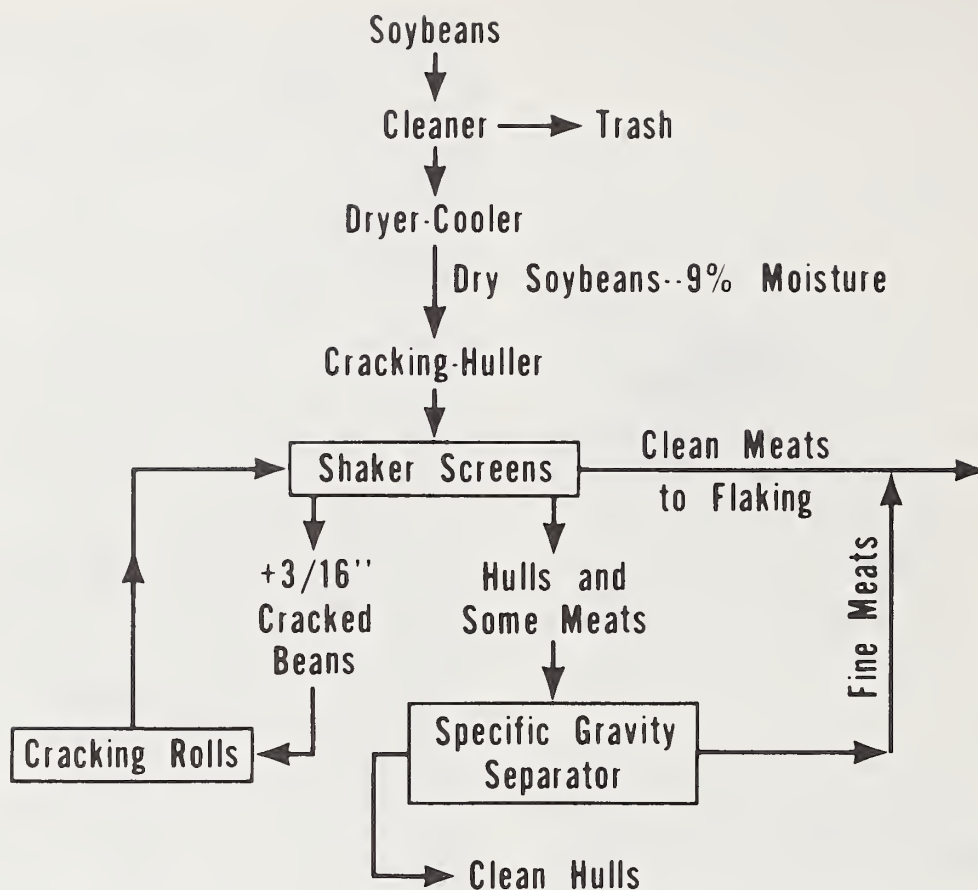 Soybeans
Cleaner
Trash
Dryer-Cooler
Dry Soybeans--9% Moisture
Cracking-Huller
Shaker Screens
Clean Meats
to Flaking
+3/16''
Cracked
Beans
Hulls and
Some Meats
Fine Meats
Cracking Rolls
Specific Gravity
Separator
Clean Hulls